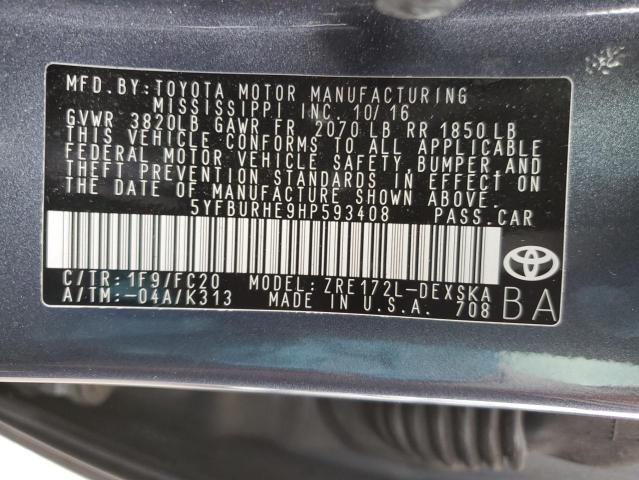 MFD.BY:TOYOTA MOTOR MANUFACTURING
MISSISSIPPI INC. 10/16
GVWR 3820LB GAWR FR 2070 LB RR 1850 LB
THIS VEHICLE CONFORMS TO ALL APPLICABLE
FEDERAL MOTOR VEHICLE SAFETY, BUMPER, AND
THEFT PREVENTION STANDARDS IN EFFECT ON
THE DATE OF MANUFACTURE SHOWN ABOVE.
5YFBURHE9HP593408 PASS.CAR
C/TR:1F9/FC20 MODEL:ZRE172L-DEXSKA
A/TM:-04A/K313 MADE IN U.S.A. 708
BA